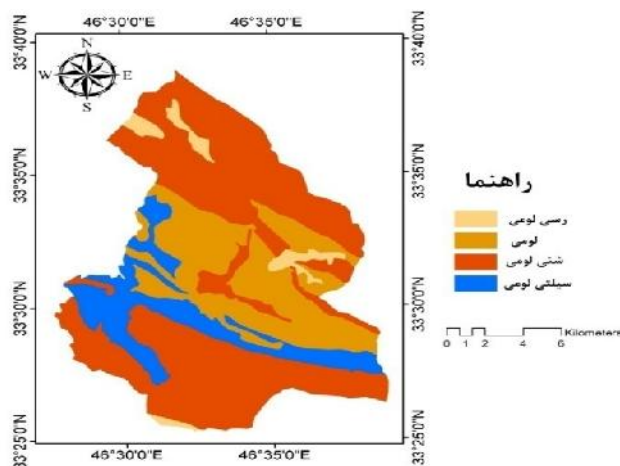 46°30'0"E 46°35'0"E
33°40'0"N 33°40'0"N
N
W E
S
33°35'0"N 33°35'0"N
راهنما
رسی لومی
لومی
شنی لومی
سیلتی لومی
33°30'0"N 33°30'0"N
Kilometers
0 1 2 4 6
33°25'0"N 33°25'0"N
46°30'0"E 46°35'0"E